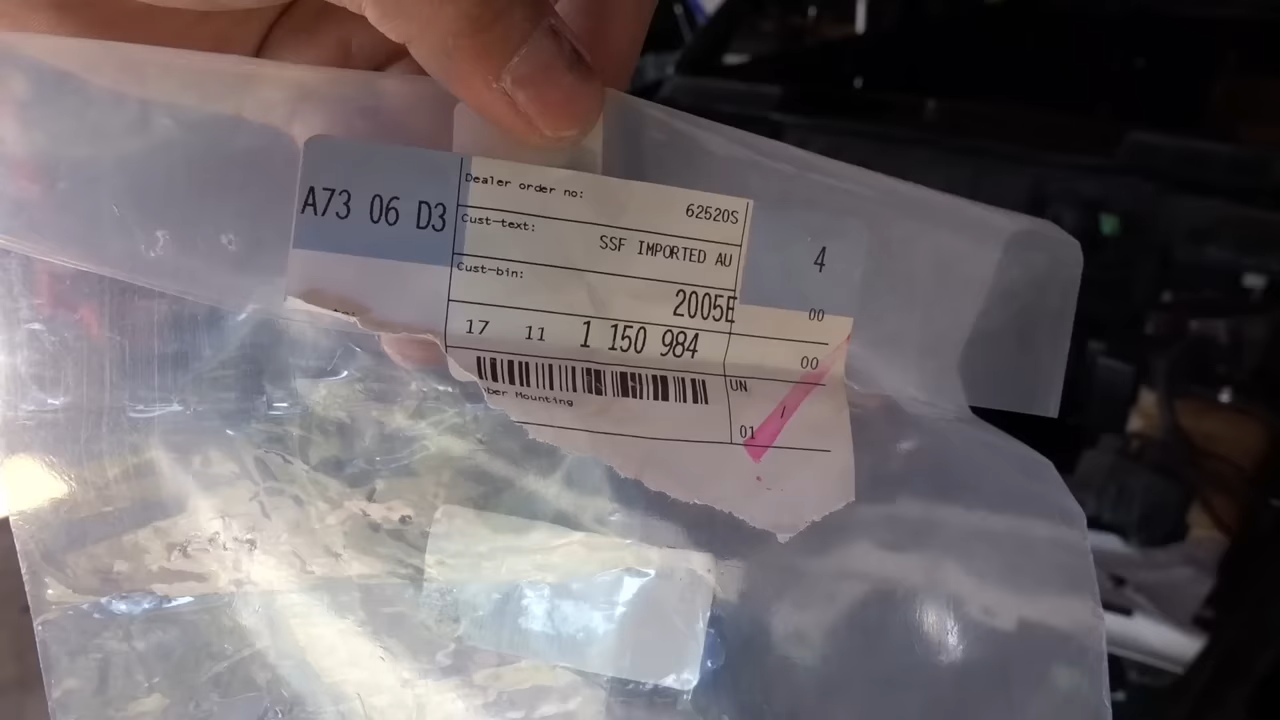 A73 06 D3
Dealer order no:
62520S
Cust-text:
SSF IMPORTED AU
4
Cust-bin:
2005E
00
17 11 1 150 984
00
UN
ber Mounting
01